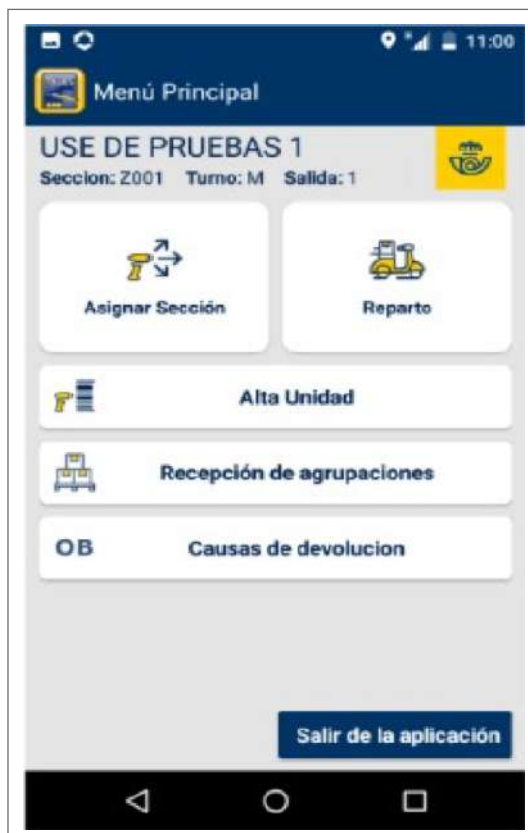 11:00
Menú Principal
USE DE PRUEBAS 1
Seccion: Z001 Turno: M Salida: 1
Asignar Sección
Reparto
Alta Unidad
Recepción de agrupaciones
OB Causas de devolucion
Salir de la aplicación